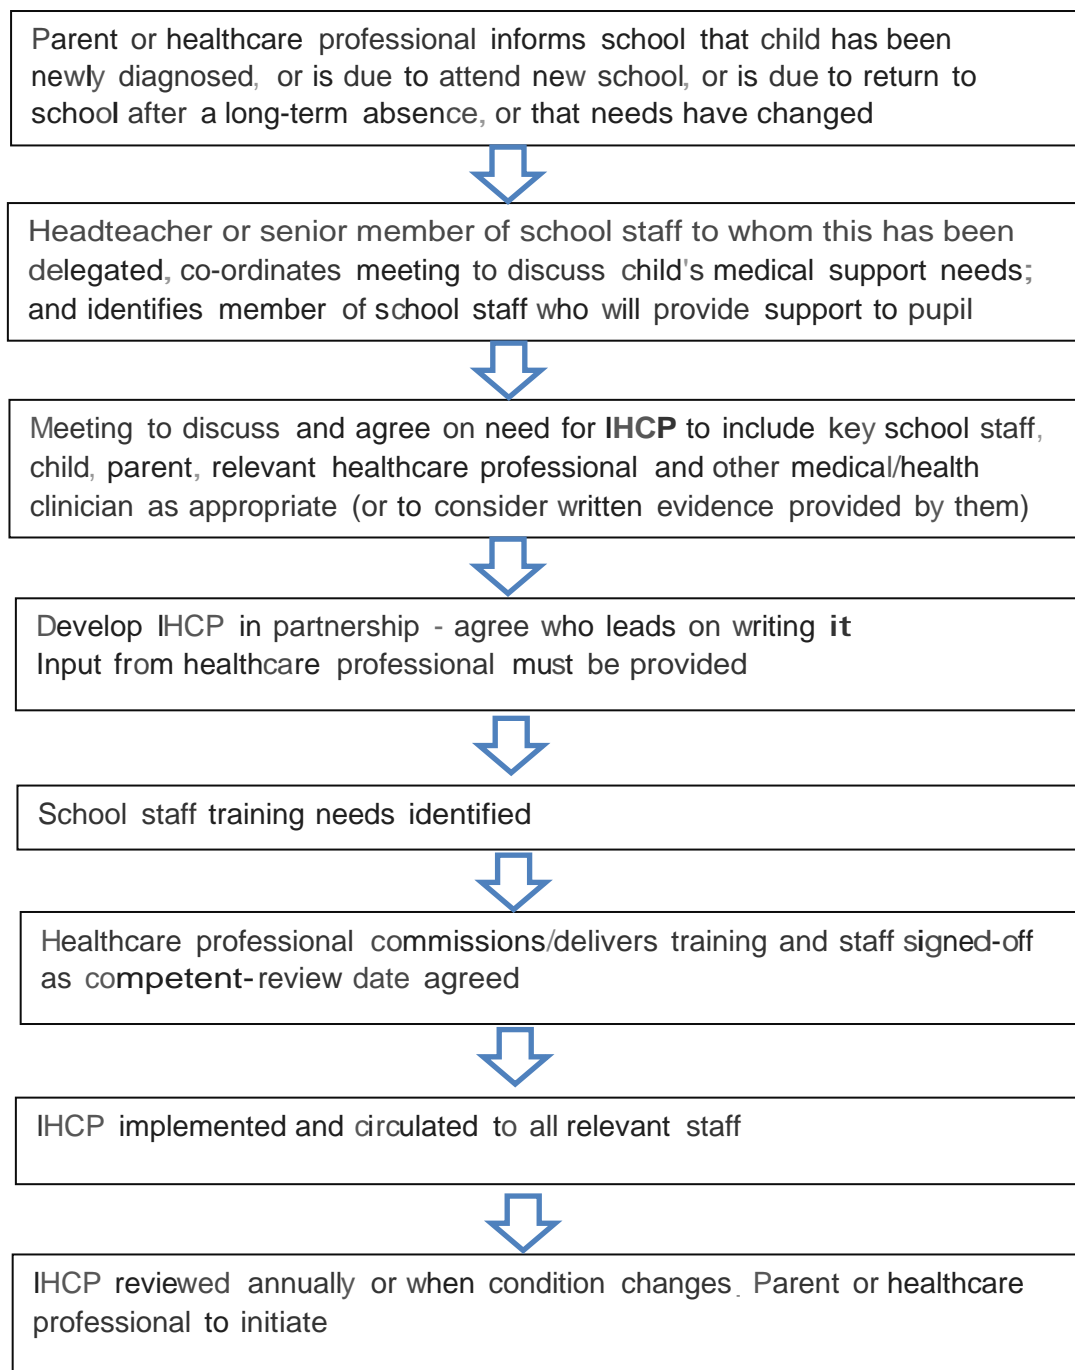 Parent or healthcare professional informs school that child has been
newly diagnosed, or is due to attend new school, or is due to return to
school after a long-term absence, or that needs have changed
Headteacher or senior member of school staff to whom this has been
delegated, co-ordinates meeting to discuss child's medical support needs;
and identifies member of school staff who will provide support to pupil
Meeting to discuss and agree on need for IHCP to include key school staff,
child, parent, relevant healthcare professional and other medical/health
clinician as appropriate (or to consider written evidence provided by them)
Develop IHCP in partnership - agree who leads on writing it
Input from healthcare professional must be provided
School staff training needs identified
Healthcare professional commissions/delivers training and staff signed-off
as competent-review date agreed
IHCP implemented and circulated to all relevant staff
IHCP reviewed annually or when condition changes. Parent or healthcare
professional to initiate